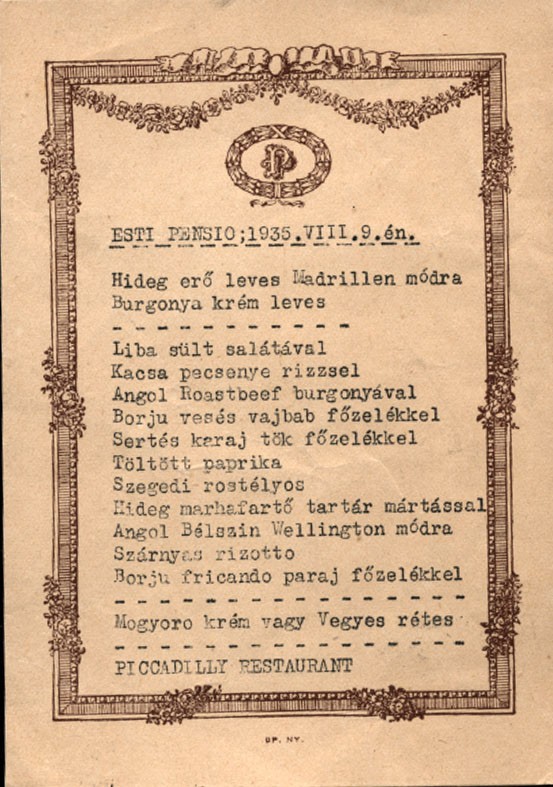 P
ESTI PENSIO;1935.VIII.9.én.
Hideg erő leves Madrillen módra
Burgonya krém leves
Liba sült salátával
Kacsa pecsenye rizzsel
Angol Roastbeef burgonyával
Borju vesés vajbab főzelékkel
Sertés karaj tök főzelékkel
Töltött paprika
Szegedi rostélyos
Hideg marhafartő tartár mártással
Angol Bélszin Wellington módra
Szárnyas rizotto
Borju fricando paraj főzelékkel
Mogyoro krém vagy Vegyes rétes
PICCADILLY RESTAURANT
OP. NY.